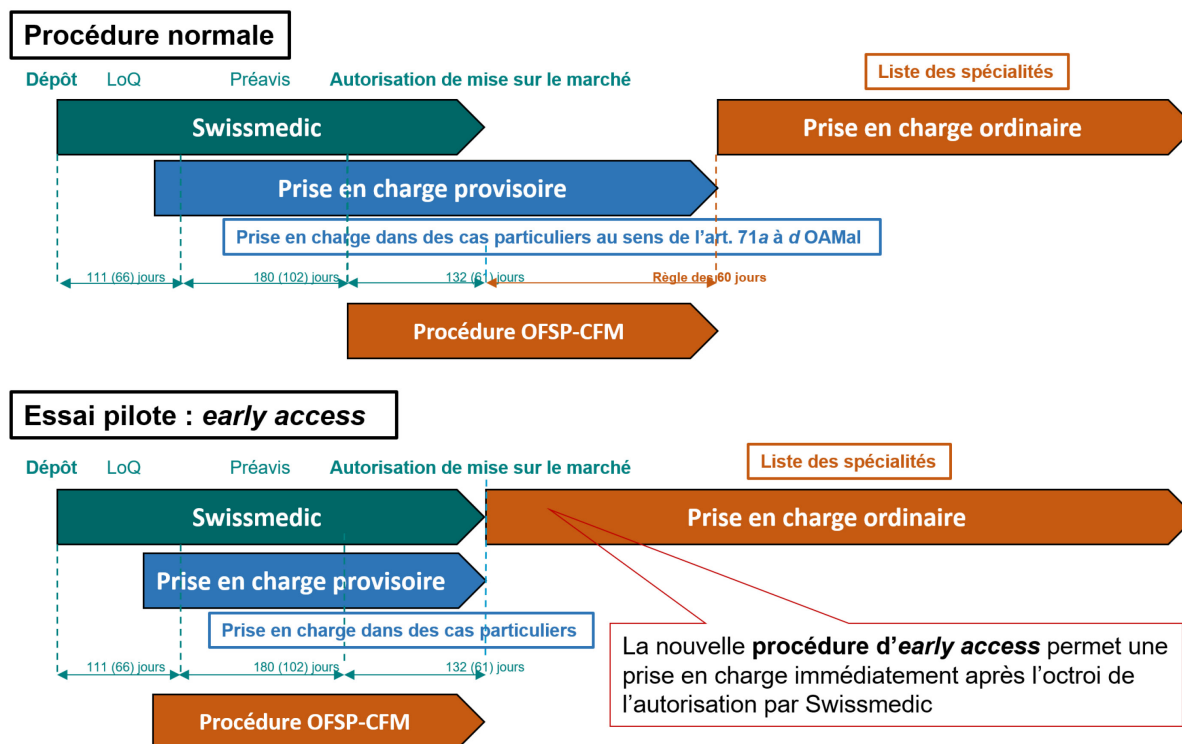 Procédure normale
Liste des spécialités
Dépôt LoQ Préavis Autorisation de mise sur le marché
Swissmedic
Prise en charge ordinaire
Prise en charge provisoire
Prise en charge dans des cas particuliers au sens de l'art. 71a à d OAMal
111 (66) jours 180 (102) jours 132 (61) jours Règle des 60 jours
Procédure OFSP-CFM
Essai pilote : early access
Dépôt LoQ Préavis Autorisation de mise sur le marché
Liste des spécialités
Swissmedic
Prise en charge ordinaire
Prise en charge provisoire
Prise en charge dans des cas particuliers
111 (66) jours 180 (102) jours 132 (61) jours
La nouvelle procédure d'early access permet une
prise en charge immédiatement après l'octroi de
l'autorisation par Swissmedic
Procédure OFSP-CFM